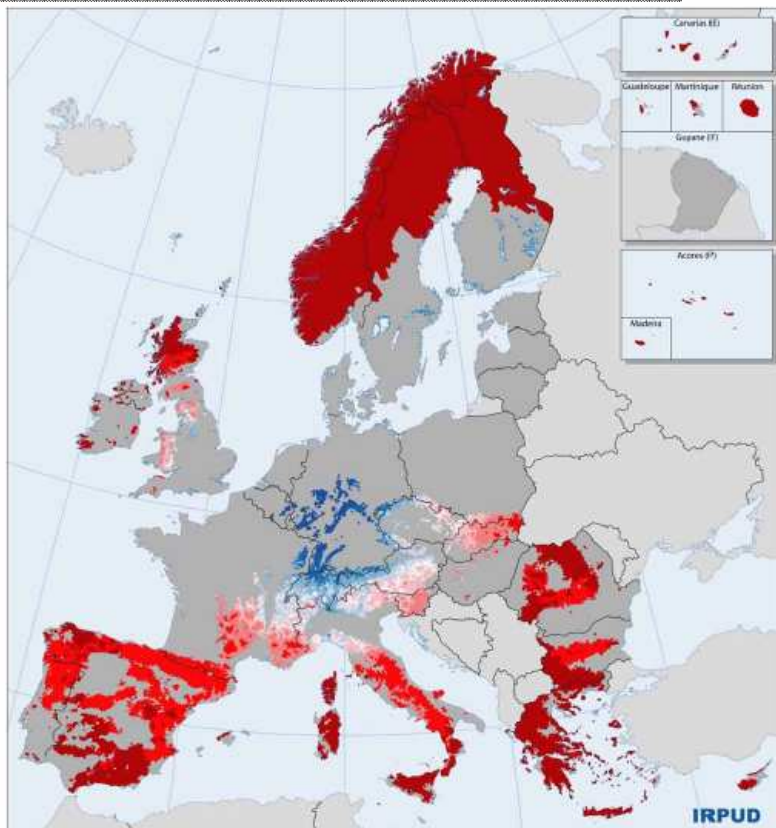 Canarias (E)
Guadeloupe
Martinique
Réunion
Guyane (F)
Acores (P)
Madeira
IRPUD